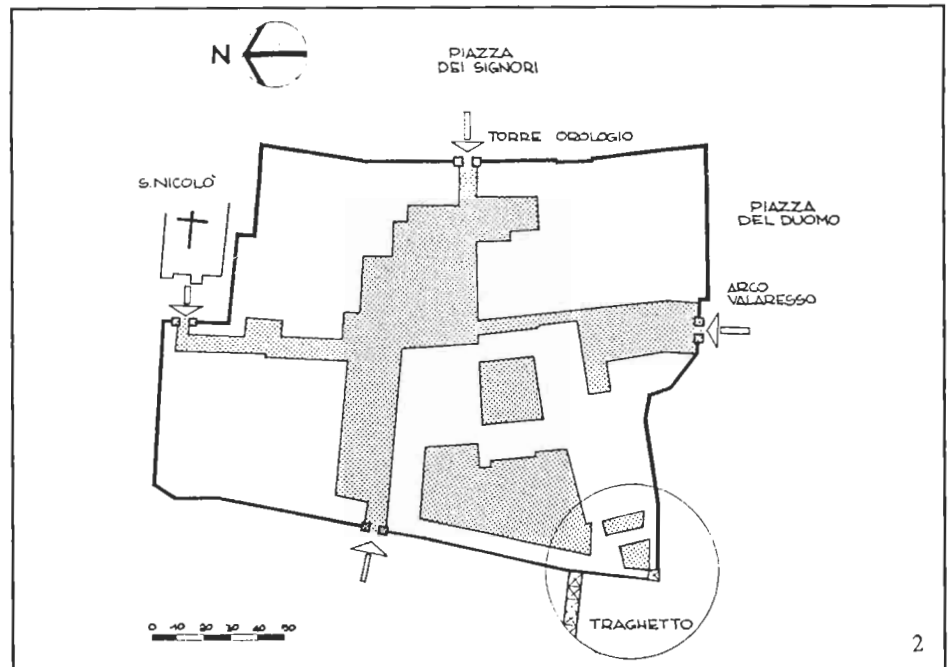 N
PIAZZA
DEI SIGNORI
TORRE OROLOGIO
S. NICOLÒ
PIAZZA
DEL DUOMO
ARCO
VALARESSO
0 10 20 30 40 50
TRAGHETTO
2